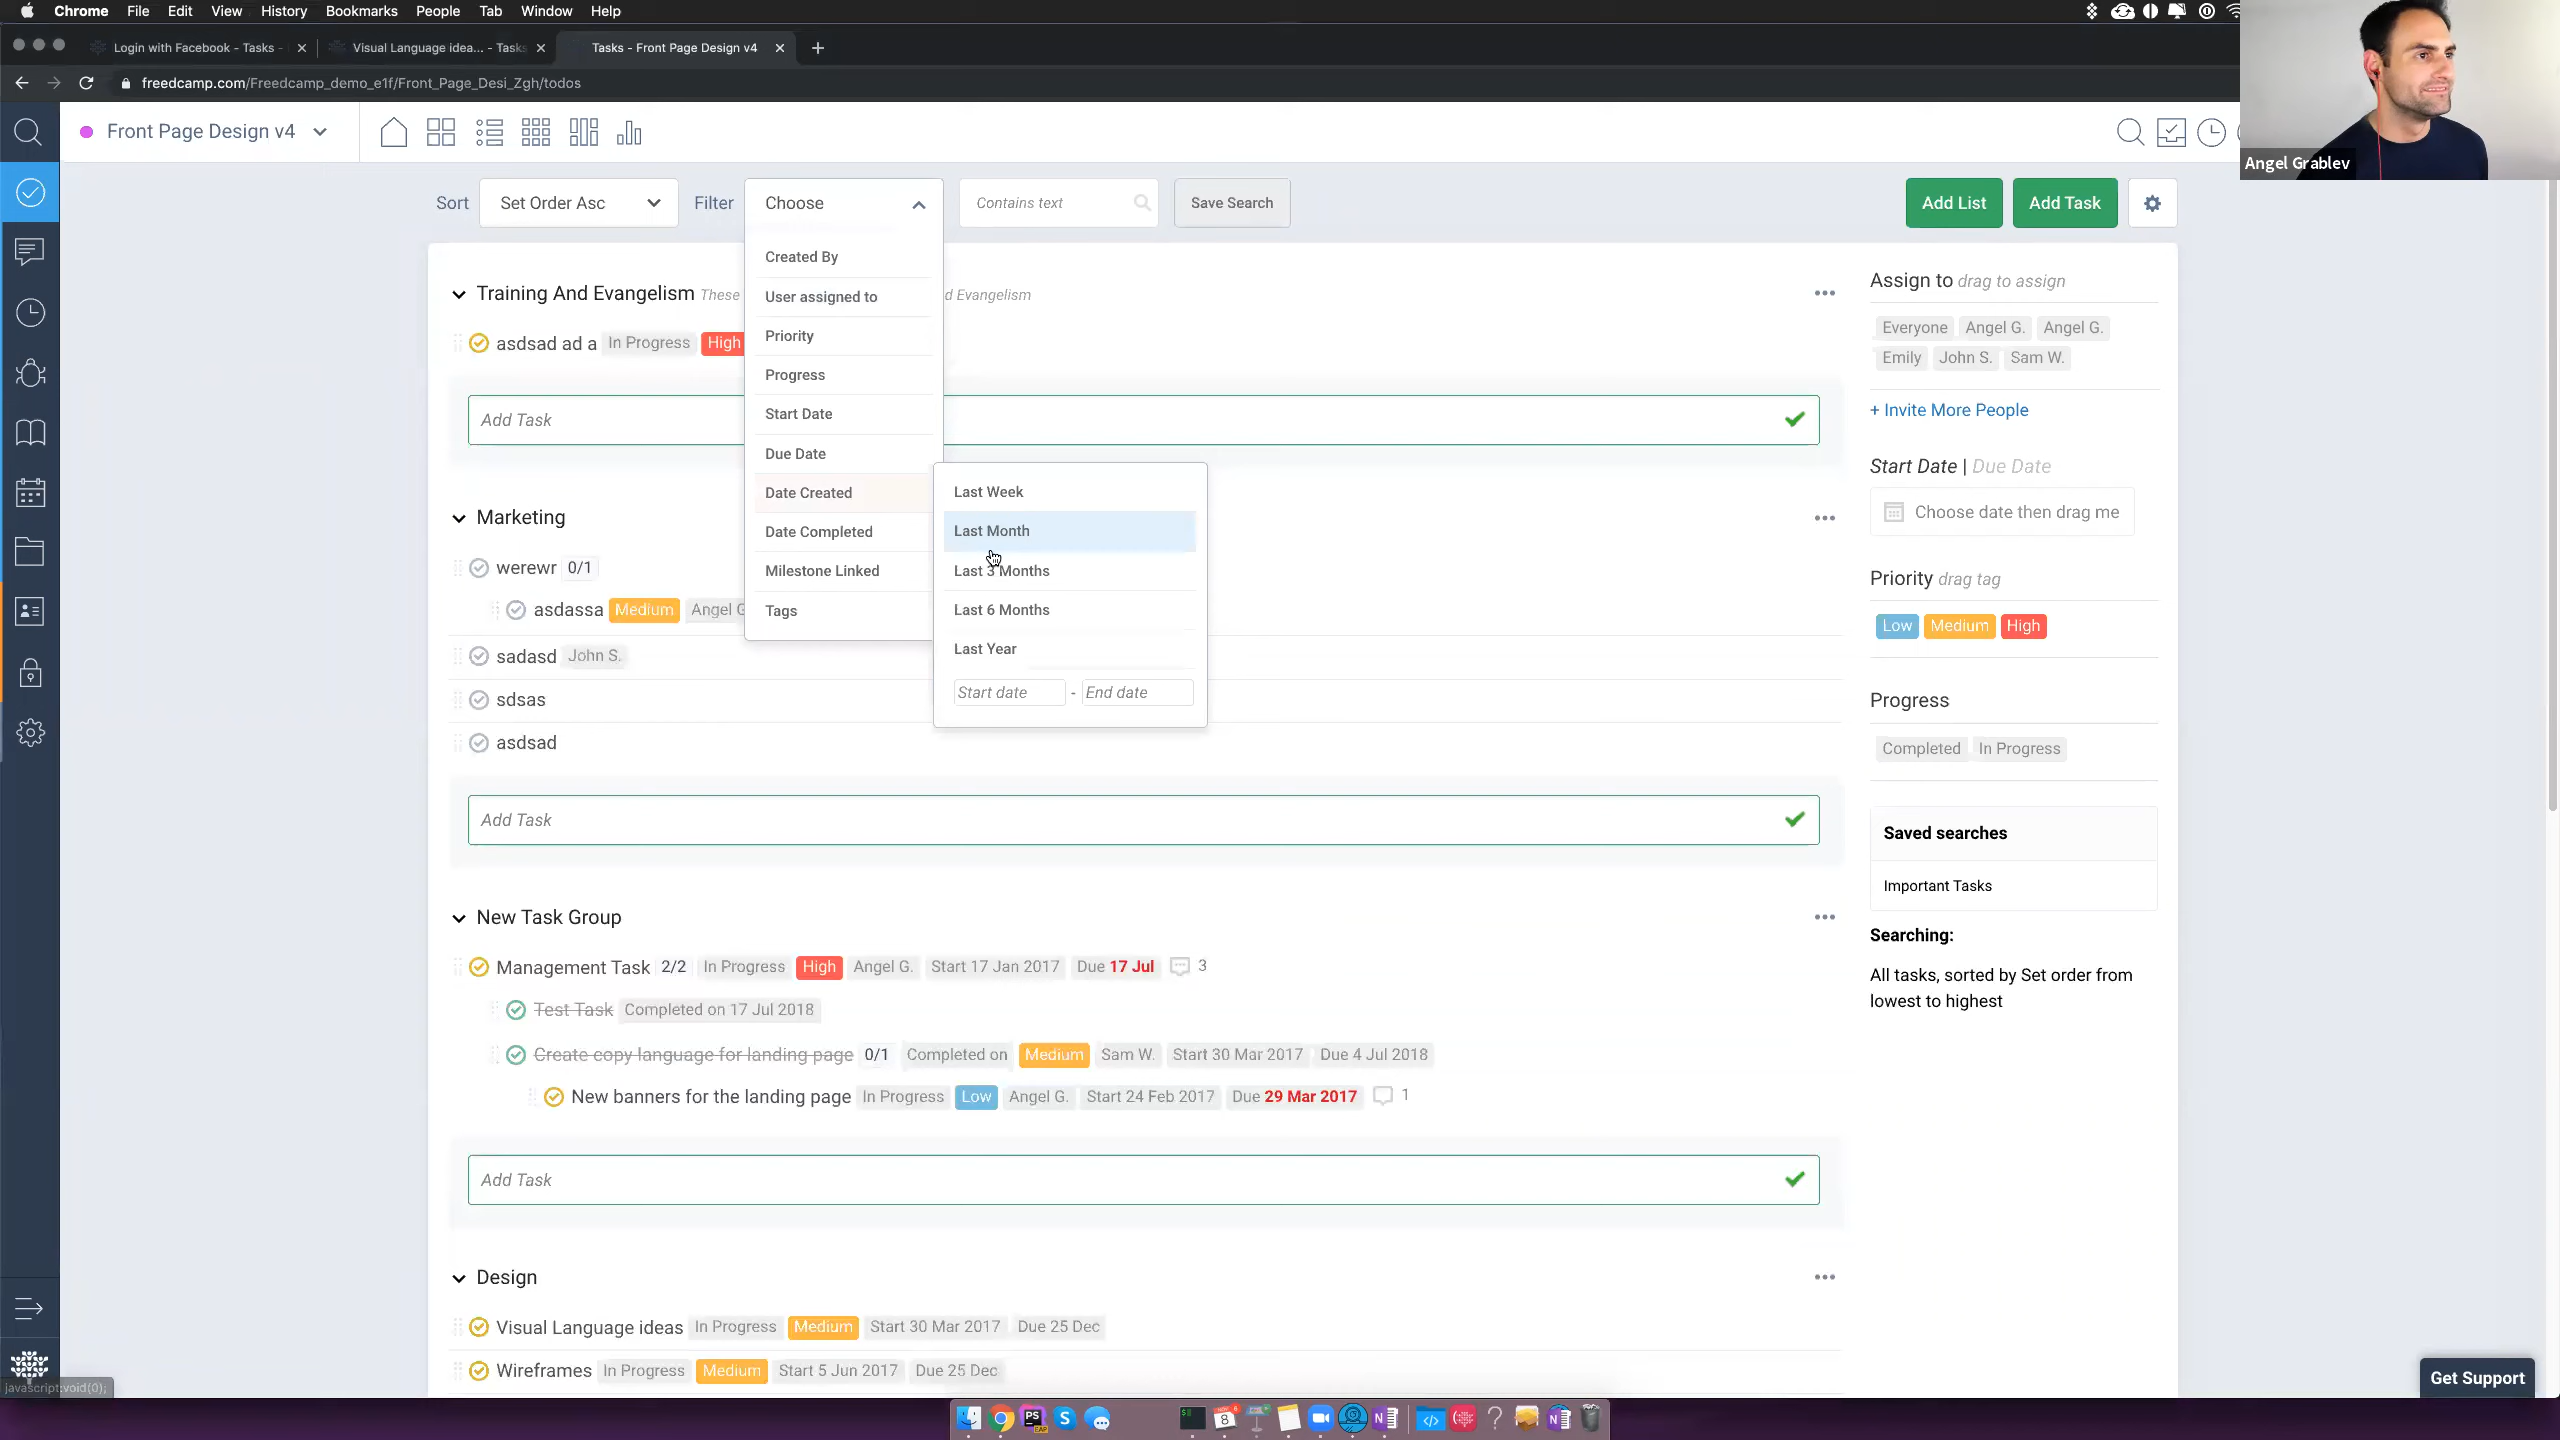 Chrome File Edit View History Bookmarks People Tab Window Help
Login with Facebook - Tasks - Visual Language idea... - Tasks Tasks - Front Page Design v4
freedcamp.com/Freedcamp_demo_e1f/Front_Page_Desi_Zgh/todos
Front Page Design v4
Angel Grablev
Sort Set Order Asc Filter Choose Contains text Save Search Add List Add Task
Created By
User assigned to
Priority
Progress
Start Date
Due Date
Date Created
Date Completed
Milestone Linked
Tags
Last Week
Last Month
Last 3 Months
Last 6 Months
Last Year
Start date - End date
Training And Evangelism These d Evangelism
asdsad ad a In Progress High
Add Task
Marketing
werewr 0/1
asdassa Medium Angel G
sadasd John S.
sdsas
asdsad
Add Task
New Task Group
Management Task 2/2 In Progress High Angel G. Start 17 Jan 2017 Due 17 Jul 3
Test Task Completed on 17 Jul 2018
Create copy language for landing page 0/1 Completed on Medium Sam W. Start 30 Mar 2017 Due 4 Jul 2018
New banners for the landing page In Progress Low Angel G. Start 24 Feb 2017 Due 29 Mar 2017 1
Add Task
Design
Visual Language ideas In Progress Medium Start 30 Mar 2017 Due 25 Dec
Wireframes In Progress Medium Start 5 Jun 2017 Due 25 Dec
Assign to drag to assign
Everyone Angel G. Angel G.
Emily John S. Sam W.
+ Invite More People
Start Date | Due Date
Choose date then drag me
Priority drag tag
Low Medium High
Progress
Completed In Progress
Saved searches
Important Tasks
Searching:
All tasks, sorted by Set order from
lowest to highest
Get Support
javascript:void(0);
PS
8